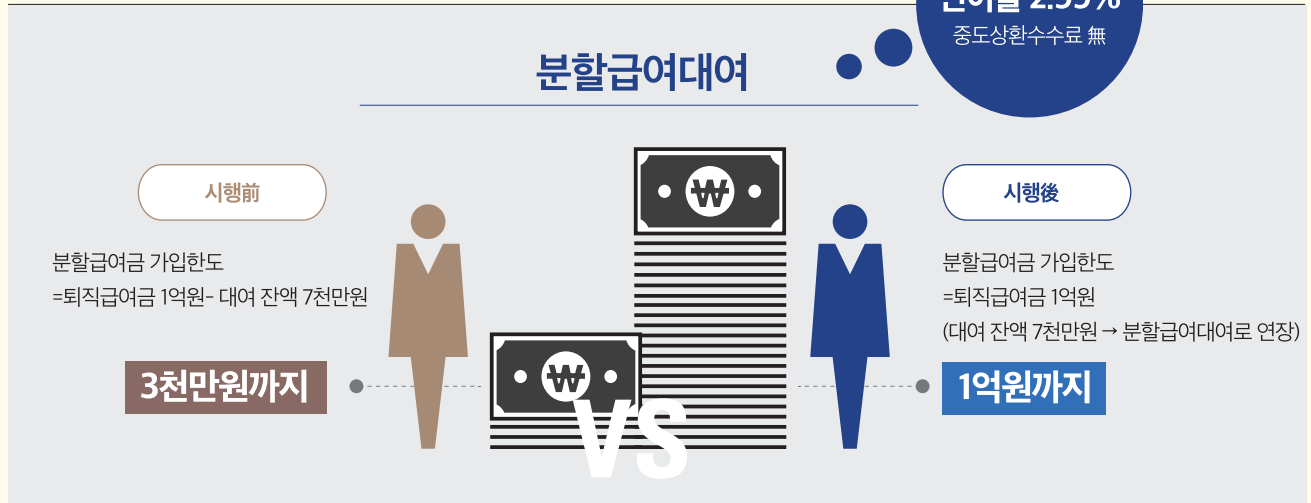 중도상환수수료 無
분할급여대여
시행前
분할급여금 가입한도
=퇴직급여금 1억원- 대여 잔액 7천만원
3천만원까지
₩
₩
VS
시행後
분할급여금 가입한도
=퇴직급여금 1억원
(대여 잔액 7천만원 → 분할급여대여로 연장)
1억원까지